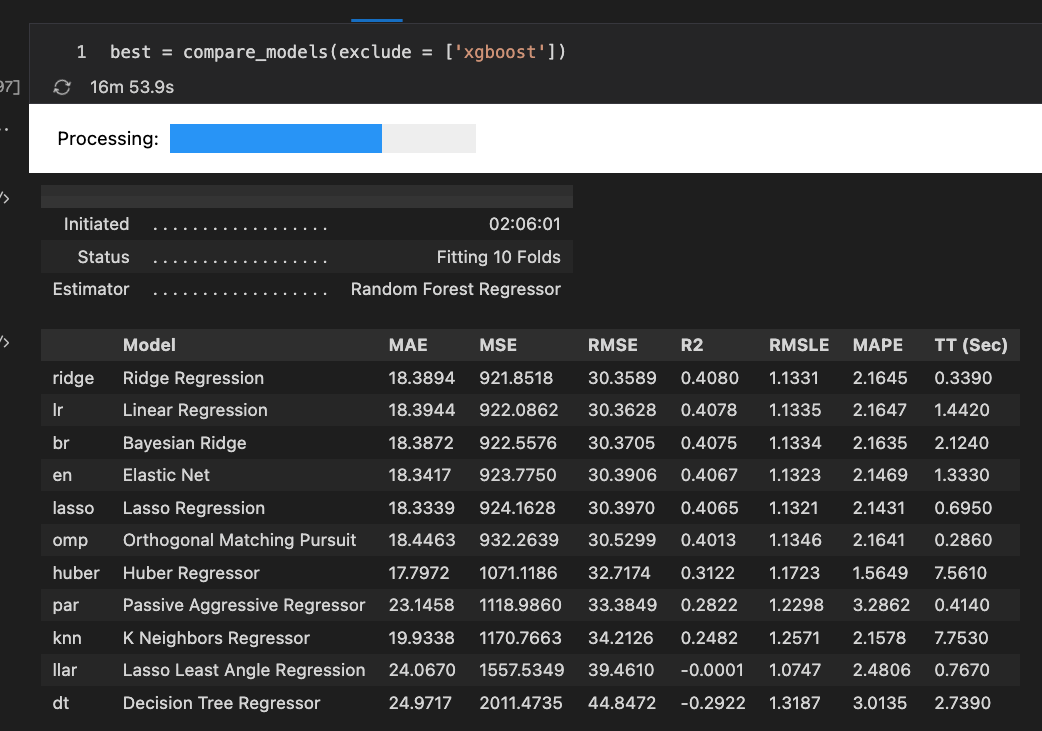 1 best = compare_models(exclude = ['xgboost'])
97] 16m 53.9s
Processing:
Initiated . . . . . . . . . . . . . . . . . . 02:06:01
Status . . . . . . . . . . . . . . . . . . Fitting 10 Folds
Estimator . . . . . . . . . . . . . . . . . . Random Forest Regressor
Model MAE MSE RMSE R2 RMSLE MAPE TT (Sec)
ridge Ridge Regression 18.3894 921.8518 30.3589 0.4080 1.1331 2.1645 0.3390
lr Linear Regression 18.3944 922.0862 30.3628 0.4078 1.1335 2.1647 1.4420
br Bayesian Ridge 18.3872 922.5576 30.3705 0.4075 1.1334 2.1635 2.1240
en Elastic Net 18.3417 923.7750 30.3906 0.4067 1.1323 2.1469 1.3330
lasso Lasso Regression 18.3339 924.1628 30.3970 0.4065 1.1321 2.1431 0.6950
omp Orthogonal Matching Pursuit 18.4463 932.2639 30.5299 0.4013 1.1346 2.1641 0.2860
huber Huber Regressor 17.7972 1071.1186 32.7174 0.3122 1.1723 1.5649 7.5610
par Passive Aggressive Regressor 23.1458 1118.9860 33.3849 0.2822 1.2298 3.2862 0.4140
knn K Neighbors Regressor 19.9338 1170.7663 34.2126 0.2482 1.2571 2.1578 7.7530
llar Lasso Least Angle Regression 24.0670 1557.5349 39.4610 -0.0001 1.0747 2.4806 0.7670
dt Decision Tree Regressor 24.9717 2011.4735 44.8472 -0.2922 1.3187 3.0135 2.7390